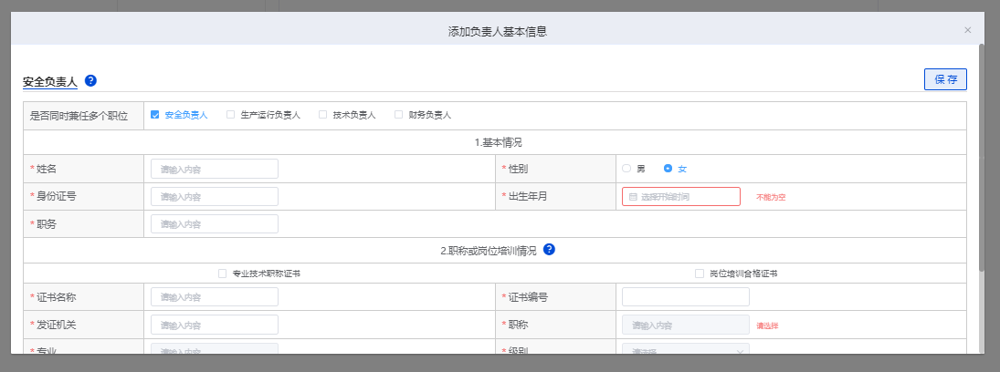 添加负责人基本信息 ×
安全负责人 ? 保 存
是否同时兼任多个职位 安全负责人 生产运行负责人 技术负责人 财务负责人
1.基本情况
* 姓名 请输入内容 * 性别 男 女
* 身份证号 请输入内容 * 出生年月 选择开始时间 不能为空
* 职务 请输入内容
2.职称或岗位培训情况 ?
专业技术职称证书 岗位培训合格证书
* 证书名称 请输入内容 * 证书编号
* 发证机关 请输入内容 * 职称 请输入内容 请选择
* 专业 请输入内容 * 级别 请选择